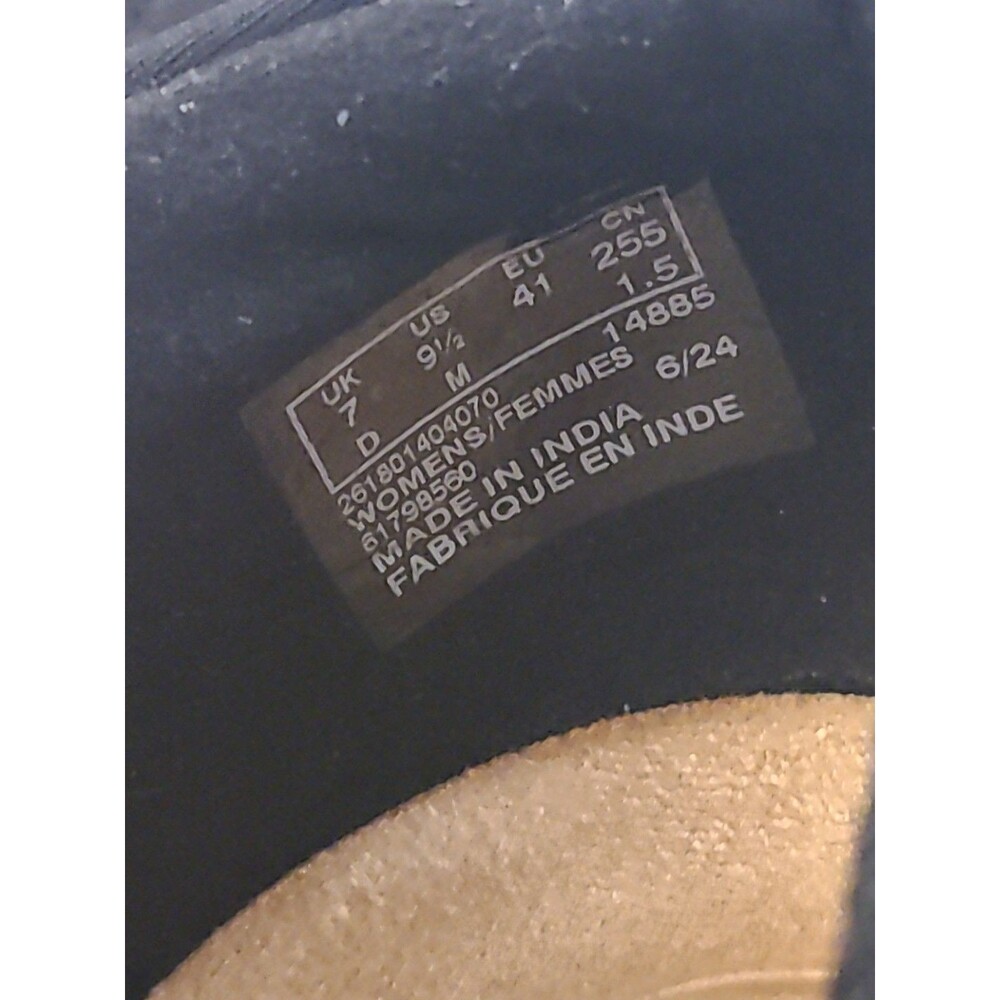 UK US EU CN
7 9½ 41 255
D M 1.5
261801404070 14885
WOMENS/FEMMES
61798560 6/24
MADE IN INDIA
FABRIQUE EN INDE